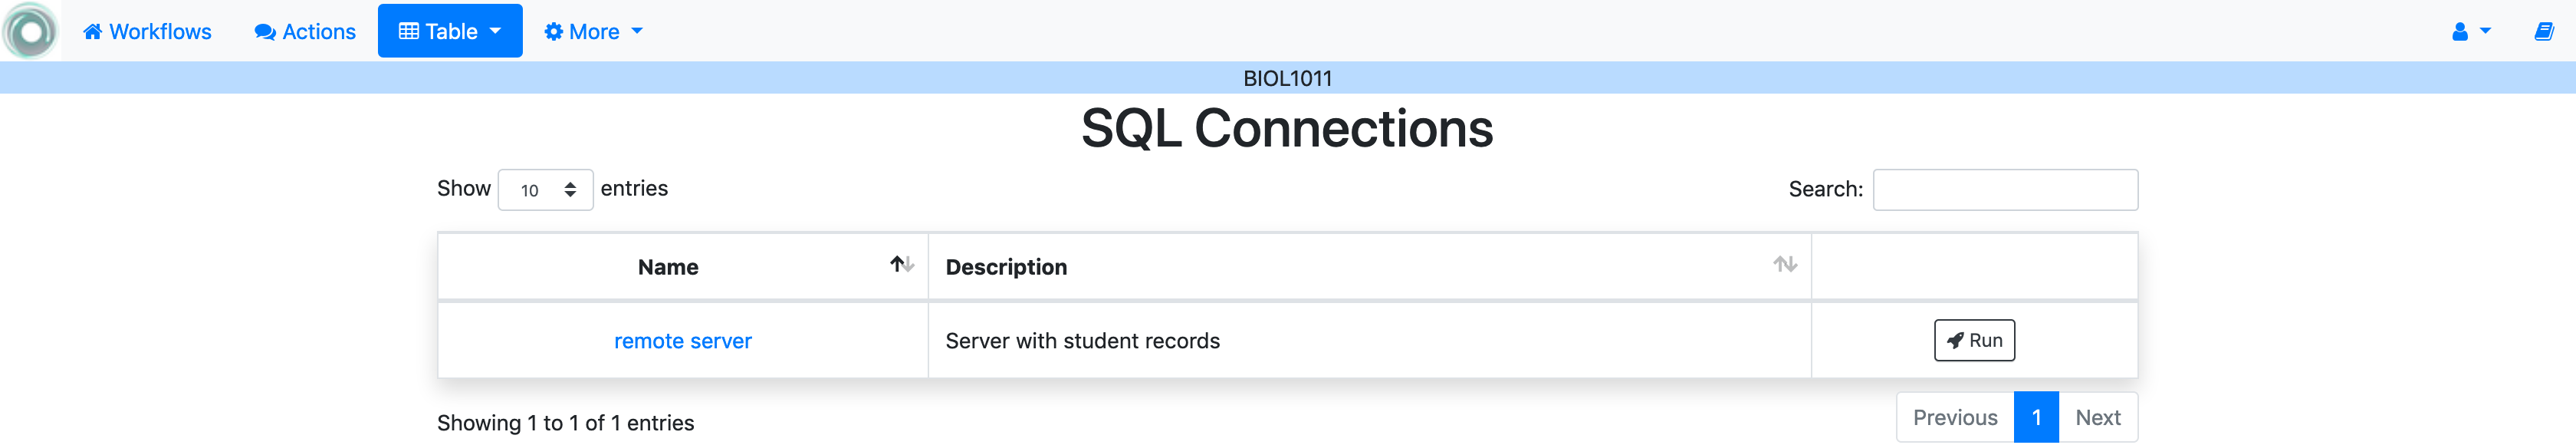 Workflows Actions Table More
BIOL1011
SQL Connections
Show 10 entries Search:
Name Description
remote server Server with student records Run
Showing 1 to 1 of 1 entries Previous 1 Next